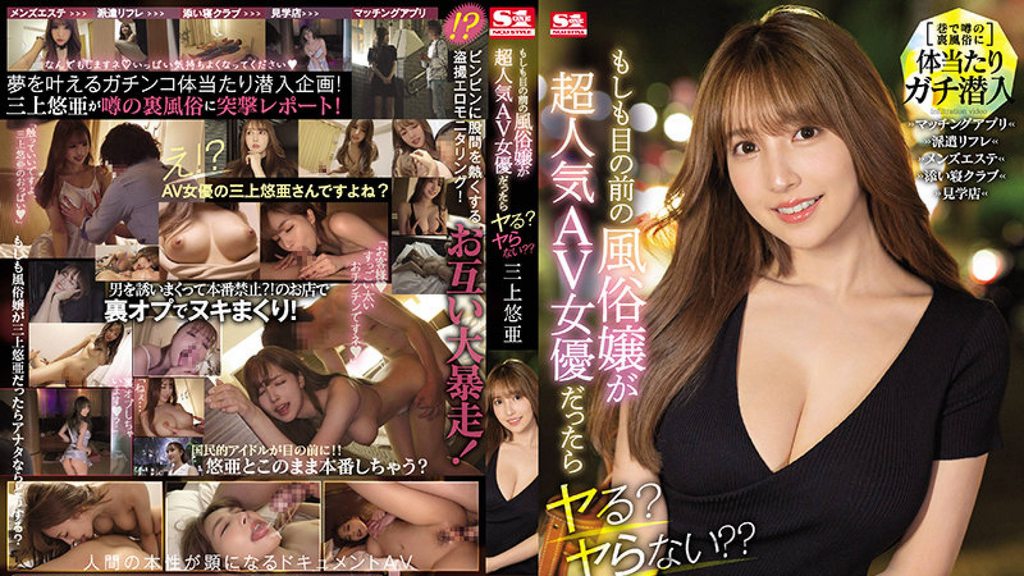 メンズエステ >>>
派遣リフレ >>>
添い寝クラブ >>>
見学店 >>>
マッチングアプリ
夢を叶えるガチンコ体当たり潜入企画!
三上悠亜が噂の裏風俗に突撃レポート!
え!?
AV女優の三上悠亜さんですよね?
男を誘いまくって本番禁止?!のお店で
裏オプでヌキまくり!
もしも風俗嬢が三上悠亜だったらアナタなら
国民的アイドルが目の前に!!
悠亜とこのまま本番しちゃう?
人間の本性が顕になるドキュメントAV
!?
ビンビンに股間を熱くする
盗撮エロモニタリング!
お互い大暴走!
S1
NO.1 STYLE
もしも目の前の風俗嬢が
超人気AV女優だったら
ヤる?
ヤらない??
三上悠亜
S1
NO.1 STYLE
もしも目の前の風俗嬢が
超人気AV女優だったら
ヤる?
ヤらない??
[巷で噂の
裏風俗に]
体当たり
ガチ潜入
Infiltration video
»マッチングアプリ«
»派遣リフレ«
»メンズエステ«
»添い寝クラブ«
»見学店«